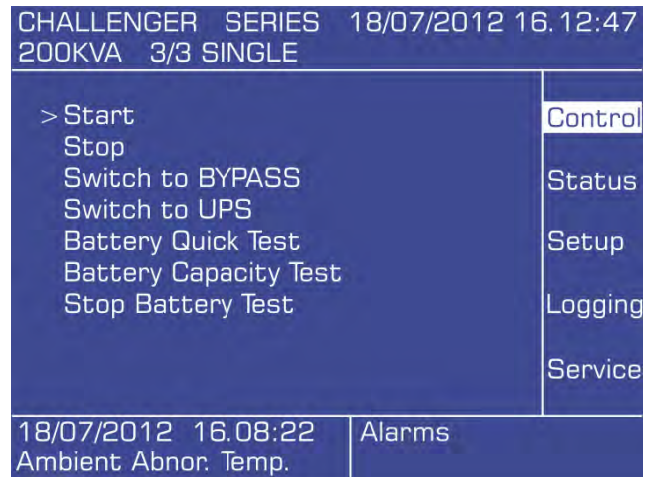 CHALLENGER SERIES 18/07/2012 16.12:47
200KVA 3/3 SINGLE
> Start
Stop
Switch to BYPASS
Switch to UPS
Battery Quick Test
Battery Capacity Test
Stop Battery Test
Control
Status
Setup
Logging
Service
18/07/2012 16.08:22
Ambient Abnor. Temp.
Alarms